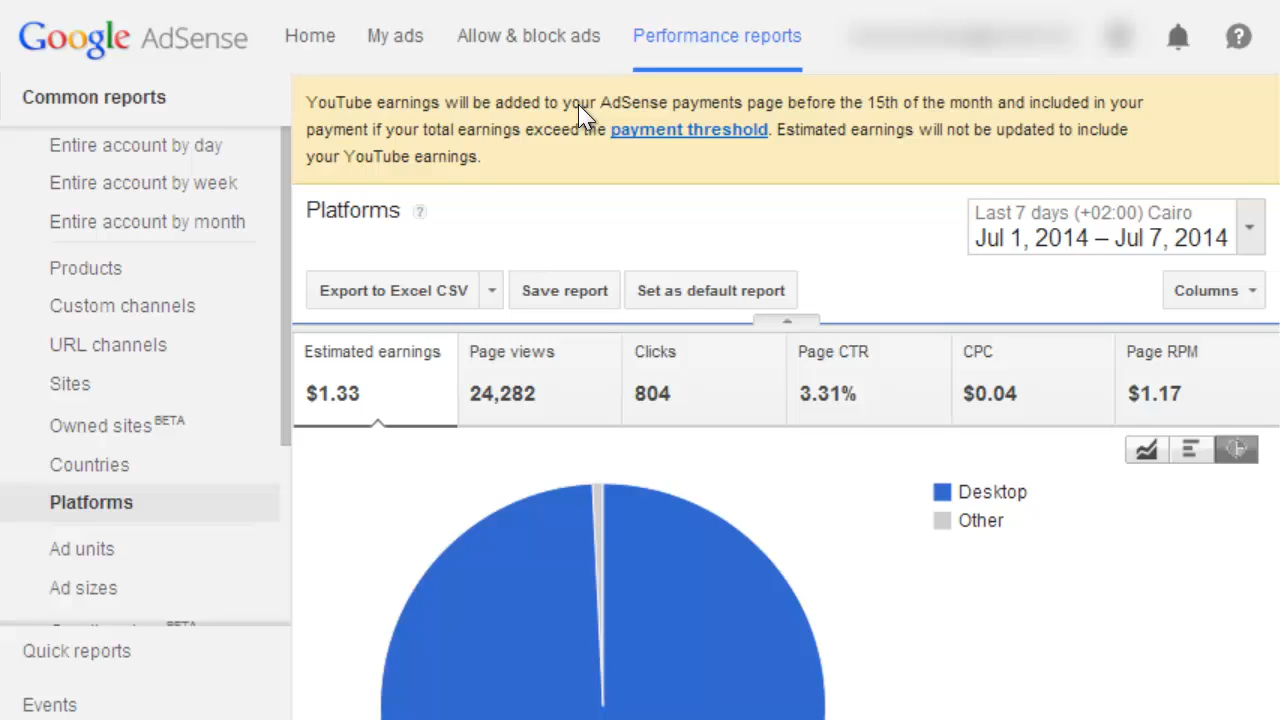 Google AdSense
Home
My ads
Allow & block ads
Performance reports
Common reports
Entire account by day
Entire account by week
Entire account by month
Products
Custom channels
URL channels
Sites
Owned sites BETA
Countries
Platforms
Ad units
Ad sizes
BETA
Quick reports
Events
YouTube earnings will be added to your AdSense payments page before the 15th of the month and included in your
payment if your total earnings exceed the payment threshold. Estimated earnings will not be updated to include
your YouTube earnings.
Platforms ?
Last 7 days (+02:00) Cairo
Jul 1, 2014 – Jul 7, 2014
Export to Excel CSV
Save report
Set as default report
Columns
Estimated earnings
$1.33
Page views
24,282
Clicks
804
Page CTR
3.31%
CPC
$0.04
Page RPM
$1.17
Desktop
Other